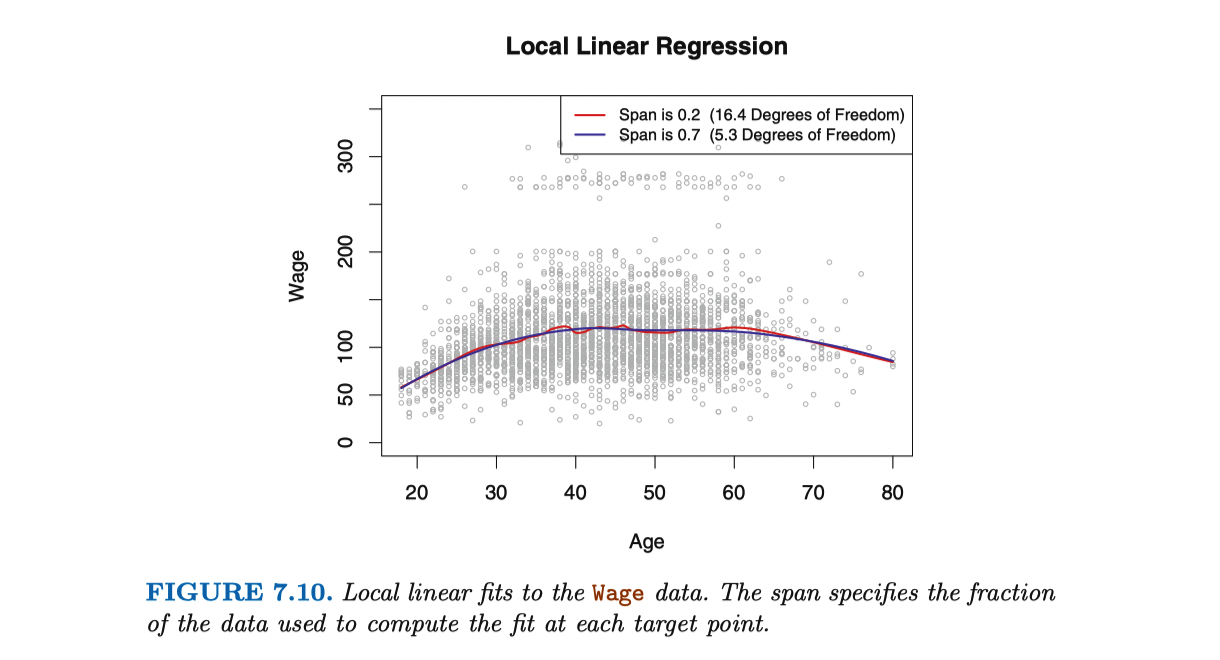 Local Linear Regression
Span is 0.2 (16.4 Degrees of Freedom)
Span is 0.7 (5.3 Degrees of Freedom)
300
200
100
50
0
Wage
20 30 40 50 60 70 80
Age
FIGURE 7.10. Local linear fits to the Wage data. The span specifies the fraction
of the data used to compute the fit at each target point.